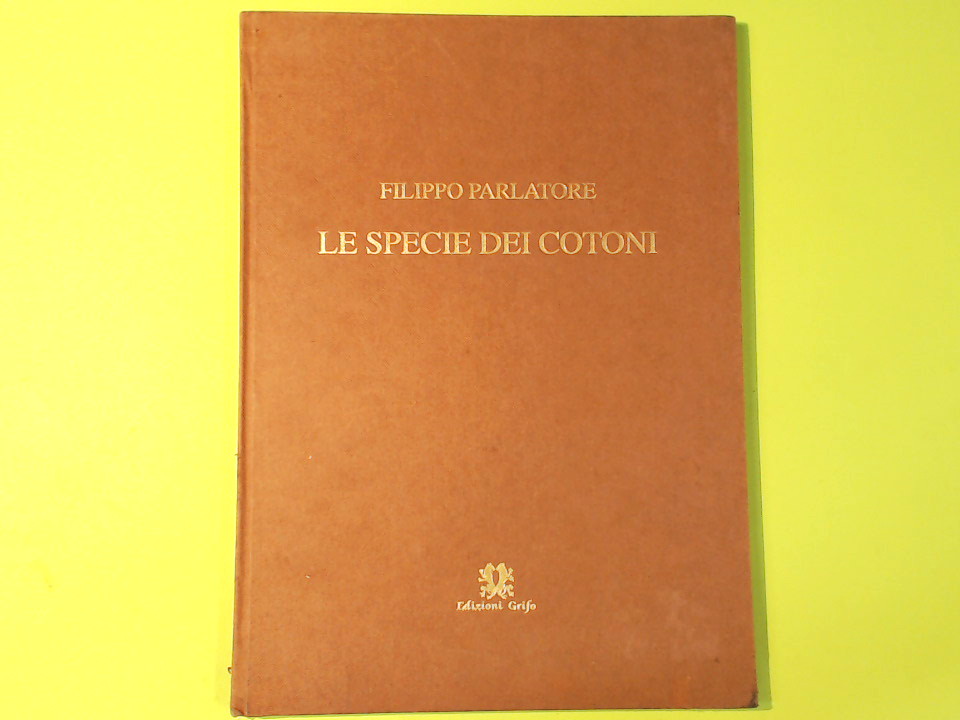 FILIPPO PARLATORE
LE SPECIE DEI COTONI
Edizioni Grifo